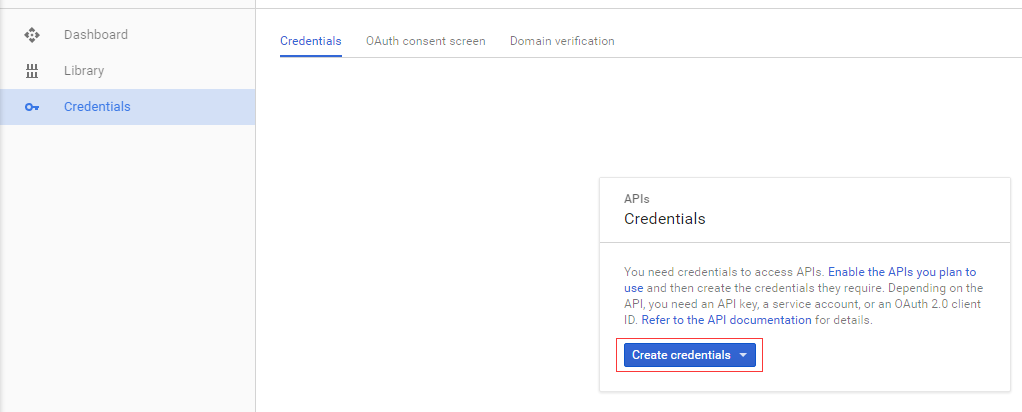 Dashboard
Library
Credentials
Credentials OAuth consent screen Domain verification
APIs
Credentials
You need credentials to access APIs. Enable the APIs you plan to
use and then create the credentials they require. Depending on the
API, you need an API key, a service account, or an OAuth 2.0 client
ID. Refer to the API documentation for details.
Create credentials